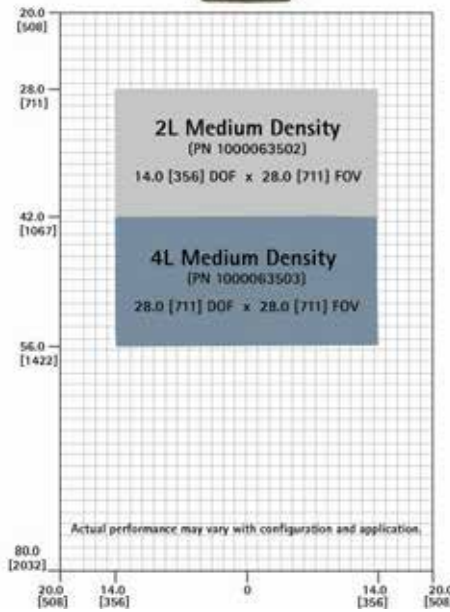 20.0
[508]
28.0
[711]
2L Medium Density
(PN 1000063502)
14.0 [356] DOF x 28.0 [711] FOV
42.0
[1067]
4L Medium Density
(PN 1000063503)
28.0 [711] DOF x 28.0 [711] FOV
56.0
[1422]
Actual performance may vary with configuration and application.
80.0
[2032]
20.0 14.0 0 14.0 20.0
[508] [356] [356] [508]